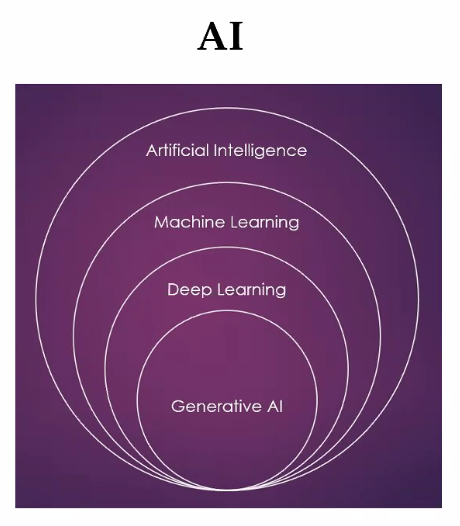 AI
Artificial Intelligence
Machine Learning
Deep Learning
Generative AI